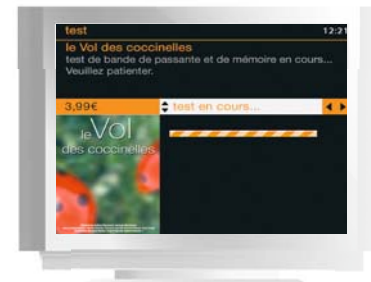 test 12:21
le Vol des coccinelles
test de bande de passante et de mémoire en cours...
Veuillez patienter.
3,99€ test en cours...
le Vol
des coccinelles